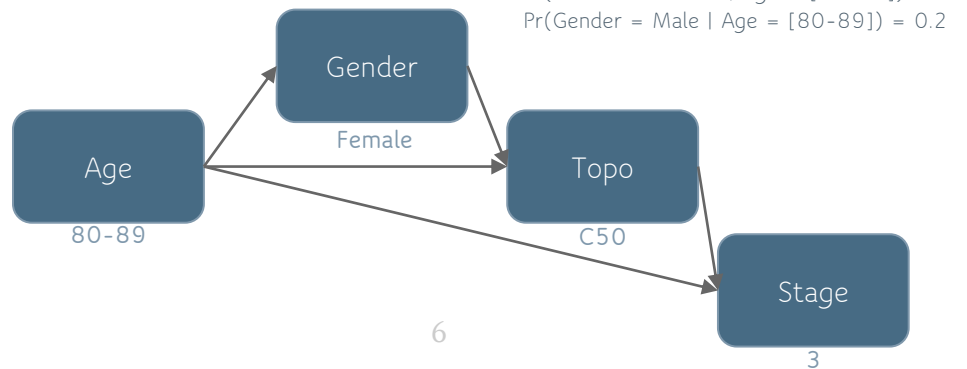 Pr(Gender = Male | Age = [80-89]) = 0.2
Gender
Female
Age
80-89
Topo
C50
Stage
3
6